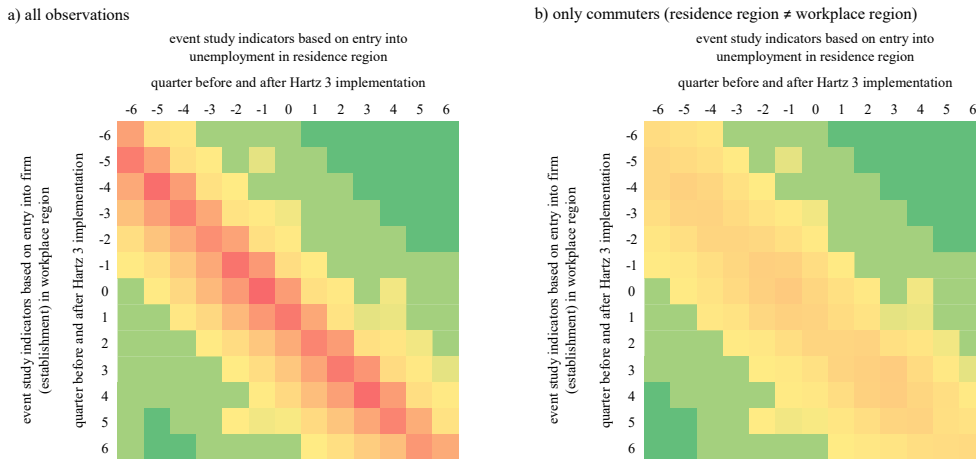 a) all observations
event study indicators based on entry into
unemployment in residence region
quarter before and after Hartz 3 implementation
-6 -5 -4 -3 -2 -1 0 1 2 3 4 5 6
event study indicators based on entry into firm
(establishment) in workplace region
quarter before and after Hartz 3 implementation
-6
-5
-4
-3
-2
-1
0
1
2
3
4
5
6
b) only commuters (residence region ≠ workplace region)
event study indicators based on entry into
unemployment in residence region
quarter before and after Hartz 3 implementation
-6 -5 -4 -3 -2 -1 0 1 2 3 4 5 6
event study indicators based on entry into firm
(establishment) in workplace region
quarter before and after Hartz 3 implementation
-6
-5
-4
-3
-2
-1
0
1
2
3
4
5
6